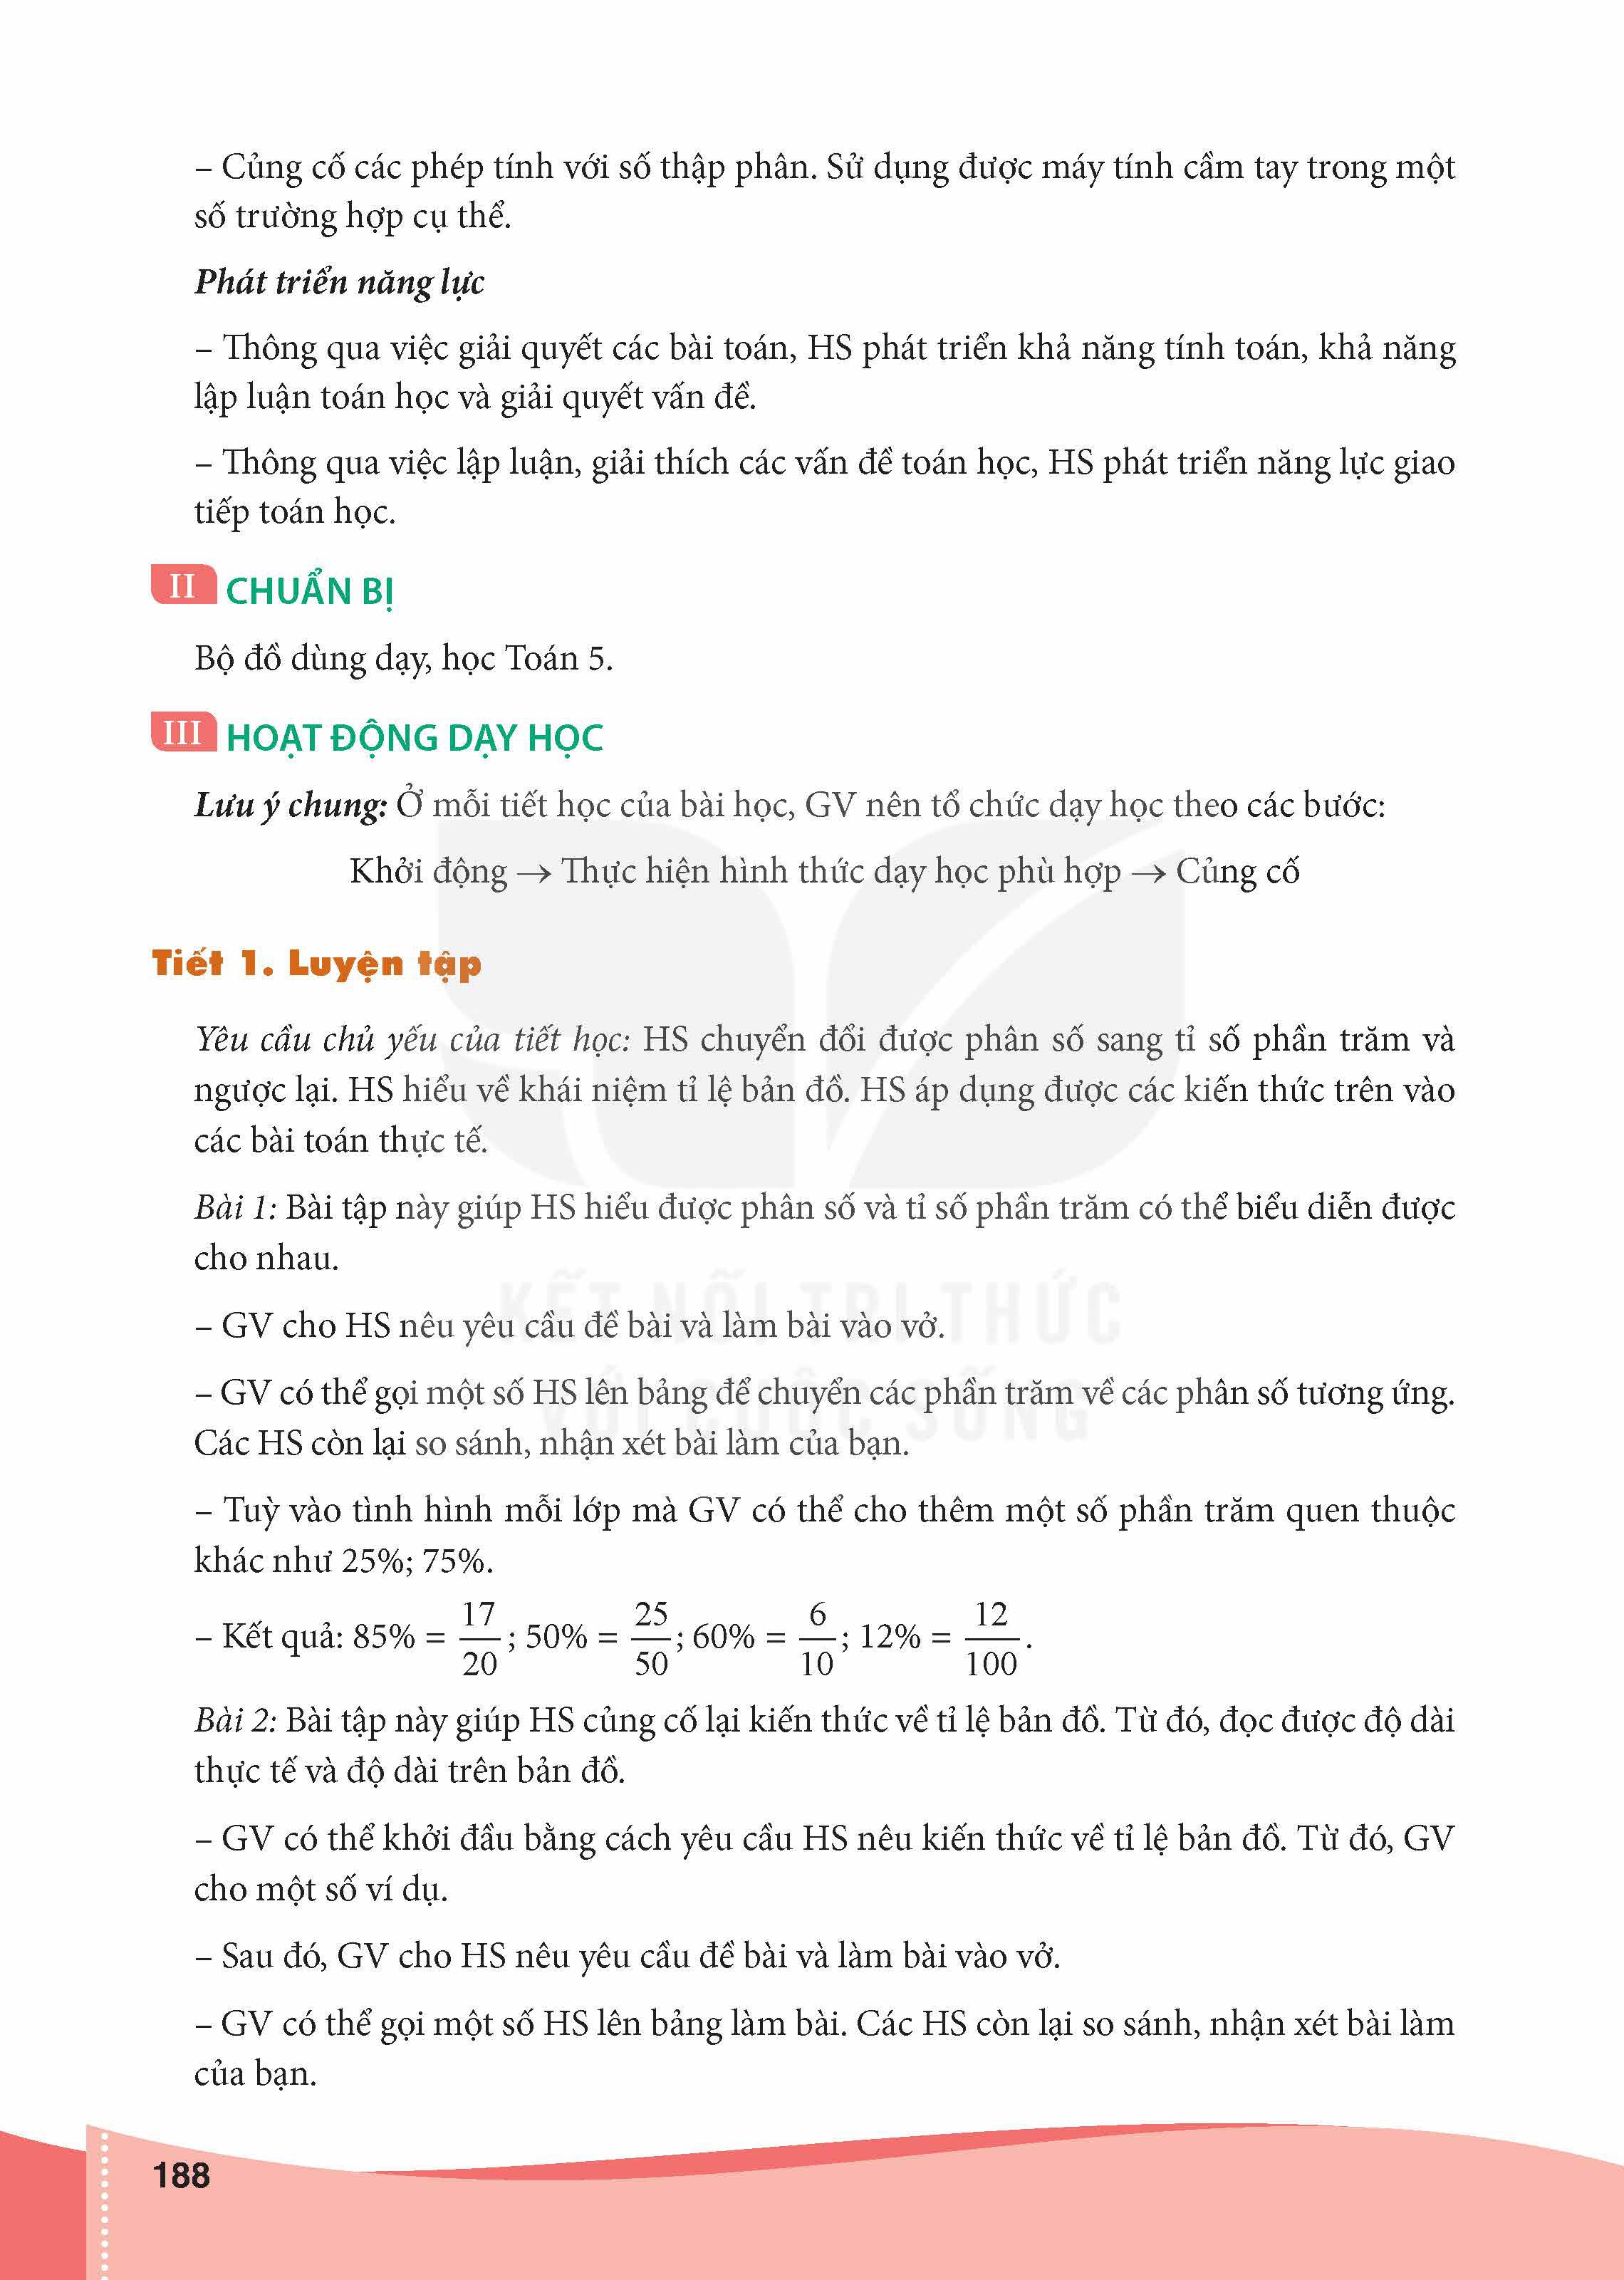 – Củng cố các phép tính với số thập phân. Sử dụng được máy tính cầm tay trong một
số trường hợp cụ thể.
Phát triển năng lực
– Thông qua việc giải quyết các bài toán, HS phát triển khả năng tính toán, khả năng
lập luận toán học và giải quyết vấn đề.
– Thông qua việc lập luận, giải thích các vấn đề toán học, HS phát triển năng lực giao
tiếp toán học.
II CHUẨN BỊ
Bộ đồ dùng dạy, học Toán 5.
III HOẠT ĐỘNG DẠY HỌC
Lưu ý chung: Ở mỗi tiết học của bài học, GV nên tổ chức dạy học theo các bước:
Khởi động → Thực hiện hình thức dạy học phù hợp → Củng cố
Tiết 1. Luyện tập
Yêu cầu chủ yếu của tiết học: HS chuyển đổi được phân số sang tỉ số phần trăm và
ngược lại. HS hiểu về khái niệm tỉ lệ bản đồ. HS áp dụng được các kiến thức trên vào
các bài toán thực tế.
Bài 1: Bài tập này giúp HS hiểu được phân số và tỉ số phần trăm có thể biểu diễn được
cho nhau.
KẾT NỐI TRI THỨC
– GV cho HS nêu yêu cầu đề bài và làm bài vào vở.
VỚI CUỘC SỐNG
– GV có thể gọi một số HS lên bảng để chuyển các phần trăm về các phân số tương ứng.
Các HS còn lại so sánh, nhận xét bài làm của bạn.
– Tuỳ vào tình hình mỗi lớp mà GV có thể cho thêm một số phần trăm quen thuộc
khác như 25%; 75%.
– Kết quả: 85% = 17/20; 50% = 25/50; 60% = 6/10; 12% = 12/100.
Bài 2: Bài tập này giúp HS củng cố lại kiến thức về tỉ lệ bản đồ. Từ đó, đọc được độ dài
thực tế và độ dài trên bản đồ.
– GV có thể khởi đầu bằng cách yêu cầu HS nêu kiến thức về tỉ lệ bản đồ. Từ đó, GV
cho một số ví dụ.
– Sau đó, GV cho HS nêu yêu cầu đề bài và làm bài vào vở.
– GV có thể gọi một số HS lên bảng làm bài. Các HS còn lại so sánh, nhận xét bài làm
của bạn.
188